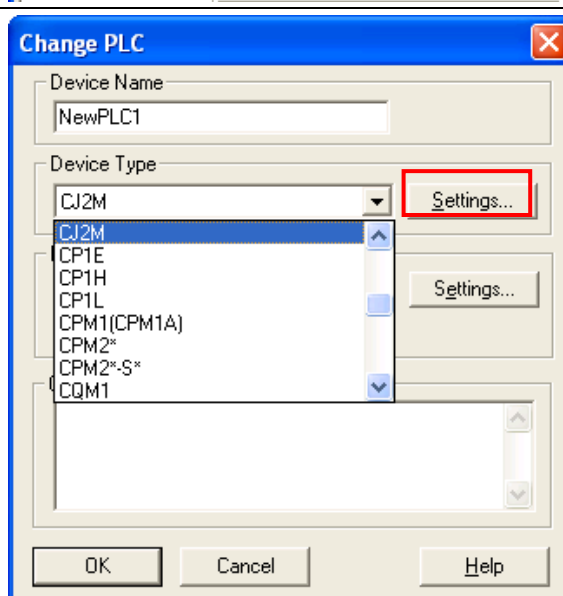 Change PLC
Device Name
NewPLC1
Device Type
CJ2M
Settings...
CJ2M
CP1E
CP1H
CP1L
CPM1(CPM1A)
CPM2*
CPM2*-S*
CQM1
Settings...
OK
Cancel
Help